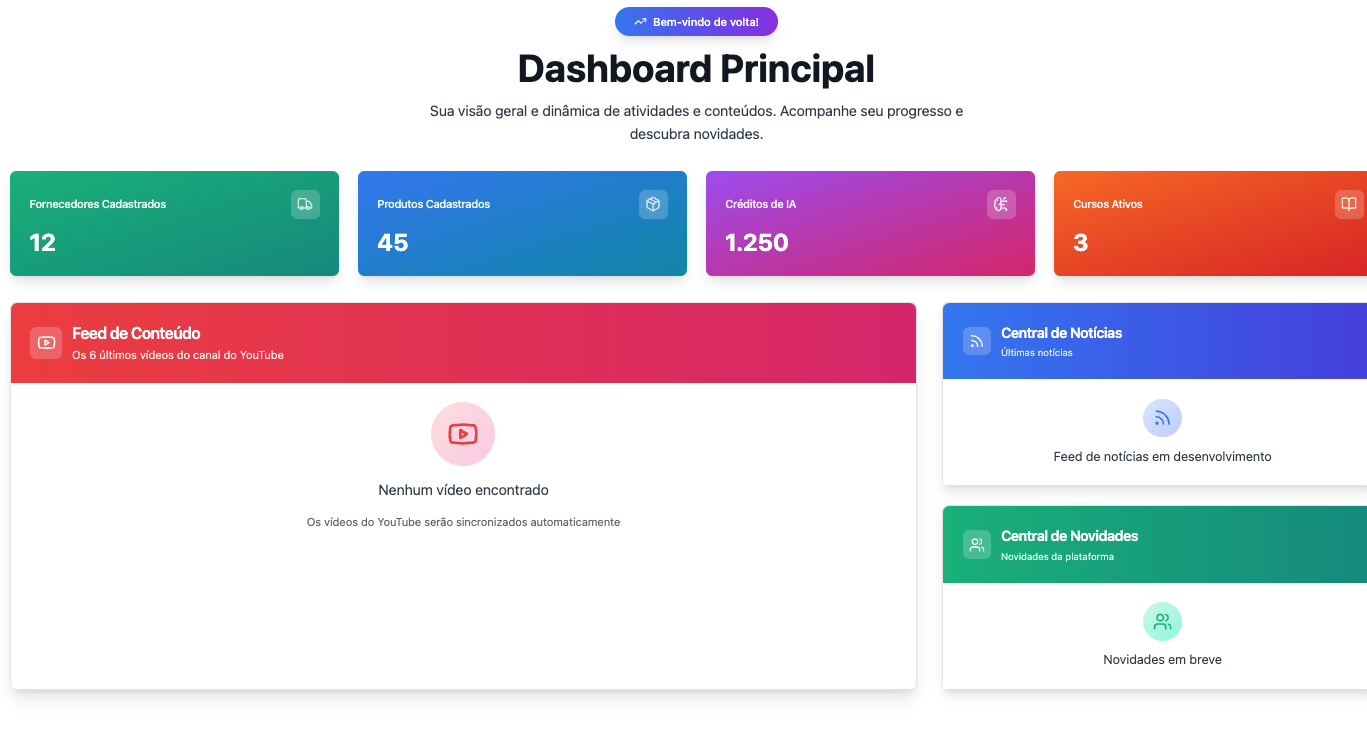 Bem-vindo de volta!
Dashboard Principal
Sua visão geral e dinâmica de atividades e conteúdos. Acompanhe seu progresso e
descubra novidades.
Fornecedores Cadastrados
12
Produtos Cadastrados
45
Créditos de IA
1.250
Cursos Ativos
3
Feed de Conteúdo
Os 6 últimos vídeos do canal do YouTube
Nenhum vídeo encontrado
Os vídeos do YouTube serão sincronizados automaticamente
Central de Notícias
Últimas notícias
Feed de notícias em desenvolvimento
Central de Novidades
Novidades da plataforma
Novidades em breve